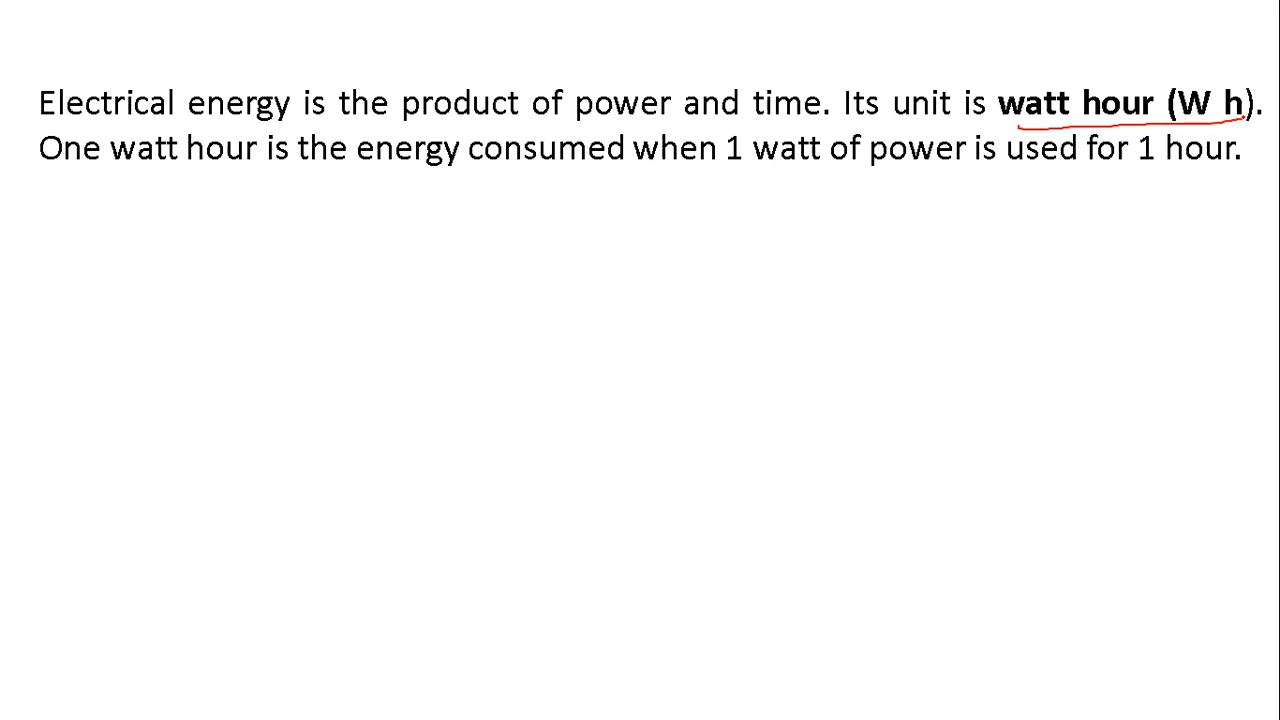 Electrical energy is the product of power and time. Its unit is watt hour (W h).
One watt hour is the energy consumed when 1 watt of power is used for 1 hour.